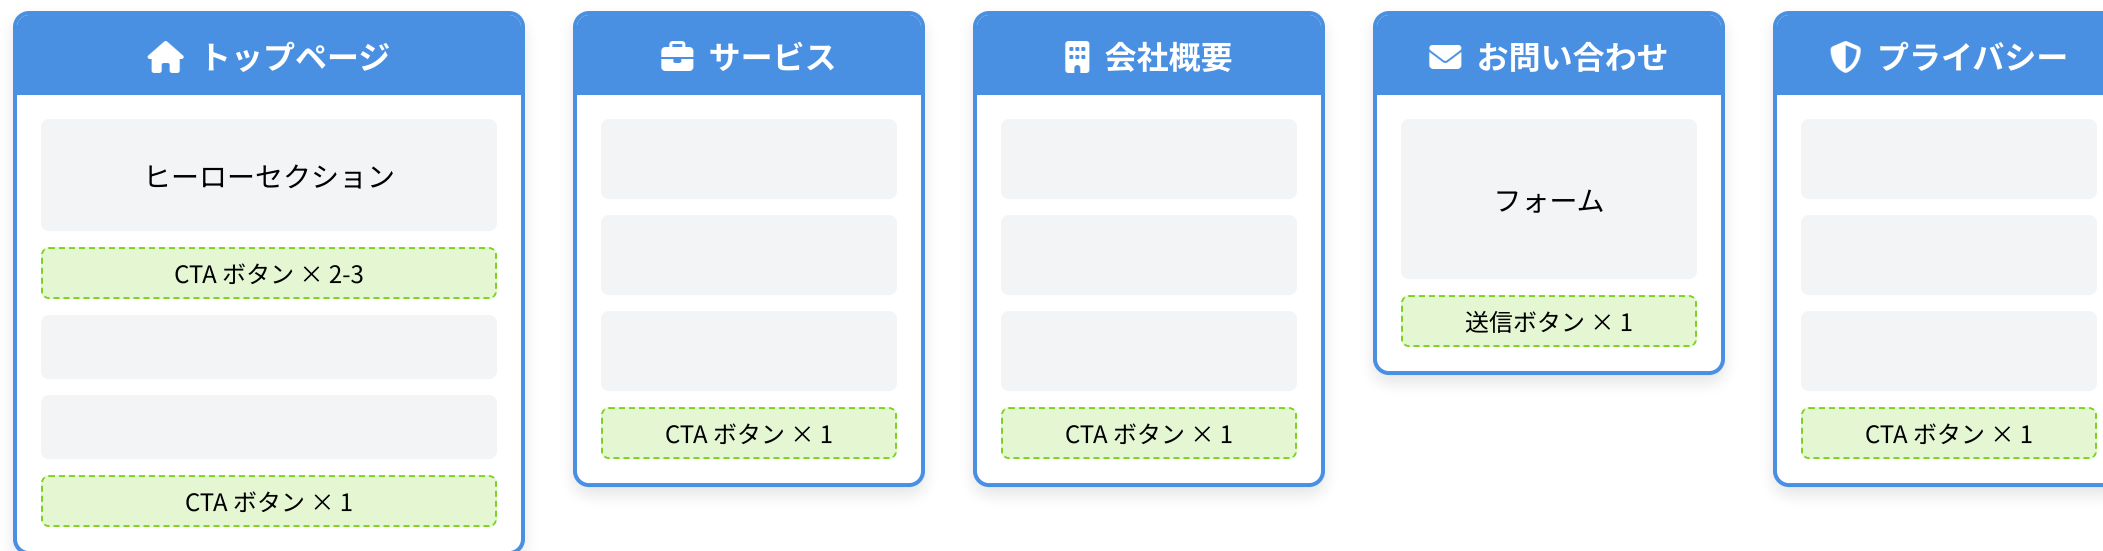 トップページ
ヒーローセクション
CTA ボタン × 2-3
CTA ボタン × 1
サービス
CTA ボタン × 1
会社概要
CTA ボタン × 1
お問い合わせ
フォーム
送信ボタン × 1
プライバシー
CTA ボタン × 1